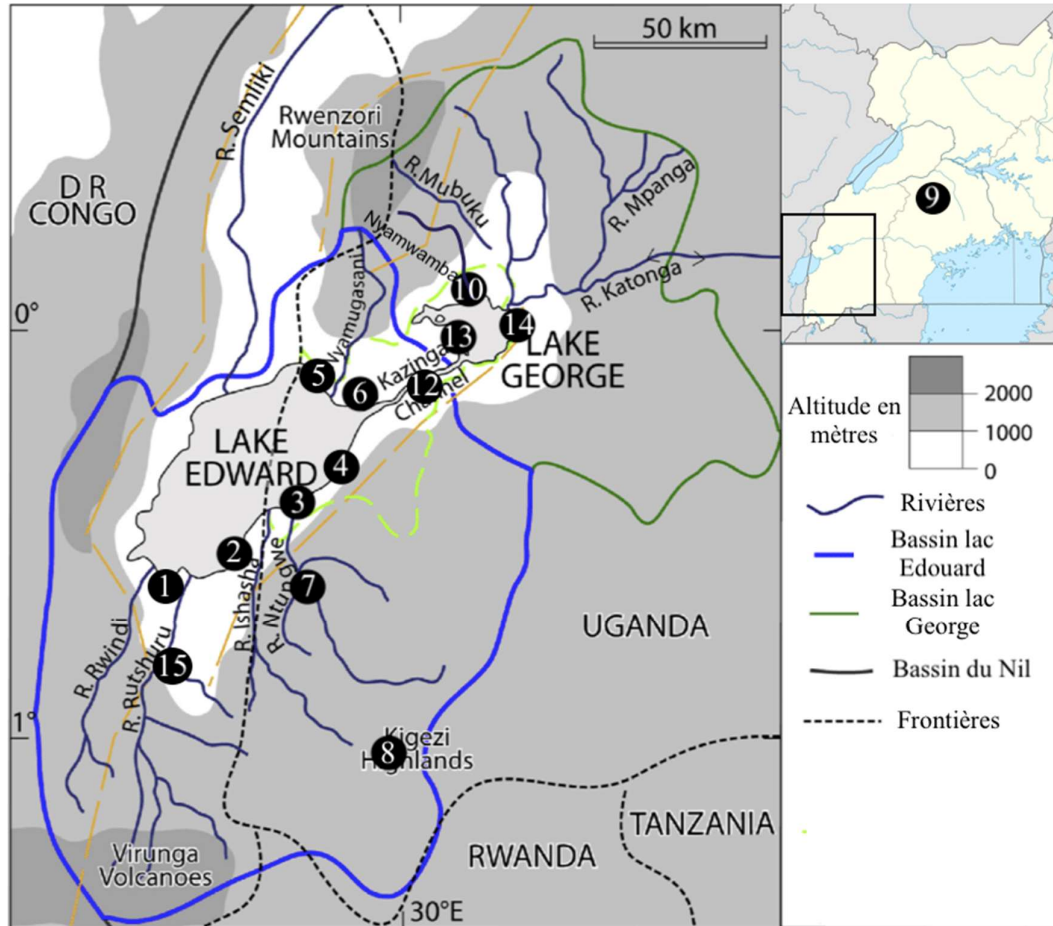 50 km
R. Semliki
Rwenzori
Mountains
D R
CONGO
R. Mubuku
R. Mpanga
Nyamwamba
R. Katonga
Nyamugasani
0°
10
13
14
LAKE
GEORGE
Kazinga
Channel
12
5
6
LAKE
EDWARD
4
3
2
1
R. Ishasha
R. Ntungwe
7
R. Rwindi
R. Rutshuru
15
UGANDA
1°
Kigezi
Highlands
8
Virunga
Volcanoes
RWANDA
TANZANIA
30°E
9
Altitude en
mètres
2000
1000
0
Rivières
Bassin lac
Edouard
Bassin lac
George
Bassin du Nil
Frontières